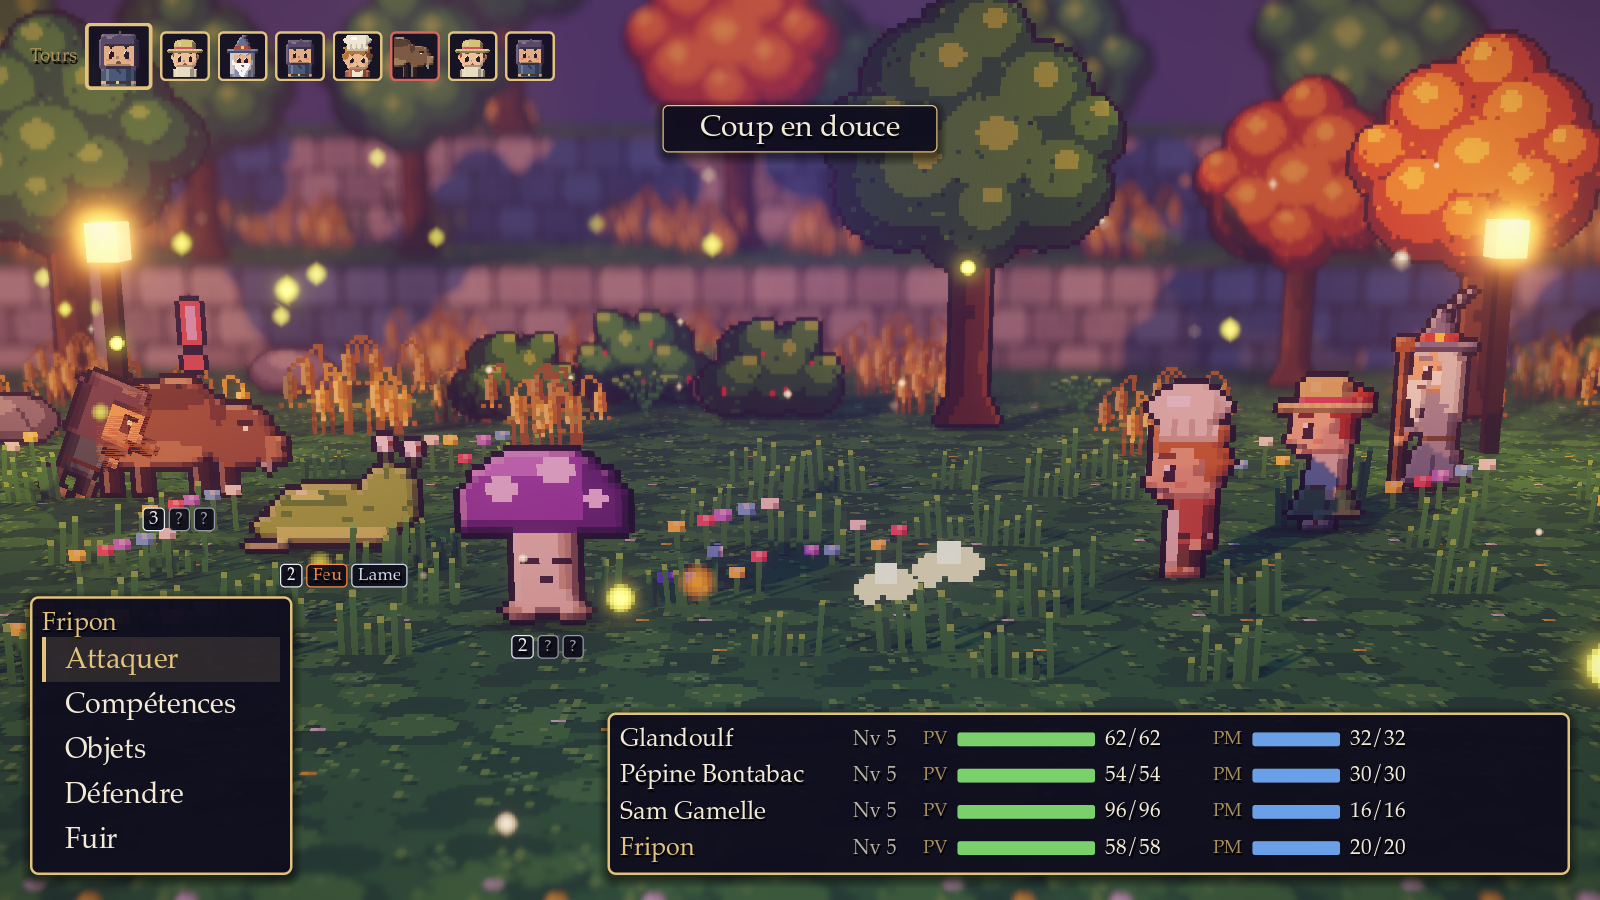 Tours
Coup en douce
3 ? ?
2 Feu Lame
2 ? ?
Fripon
Attaquer
Compétences
Objets
Défendre
Fuir
Glandoulf Nv 5 PV 62/62 PM 32/32
Pépine Bontabac Nv 5 PV 54/54 PM 30/30
Sam Gamelle Nv 5 PV 96/96 PM 16/16
Fripon Nv 5 PV 58/58 PM 20/20